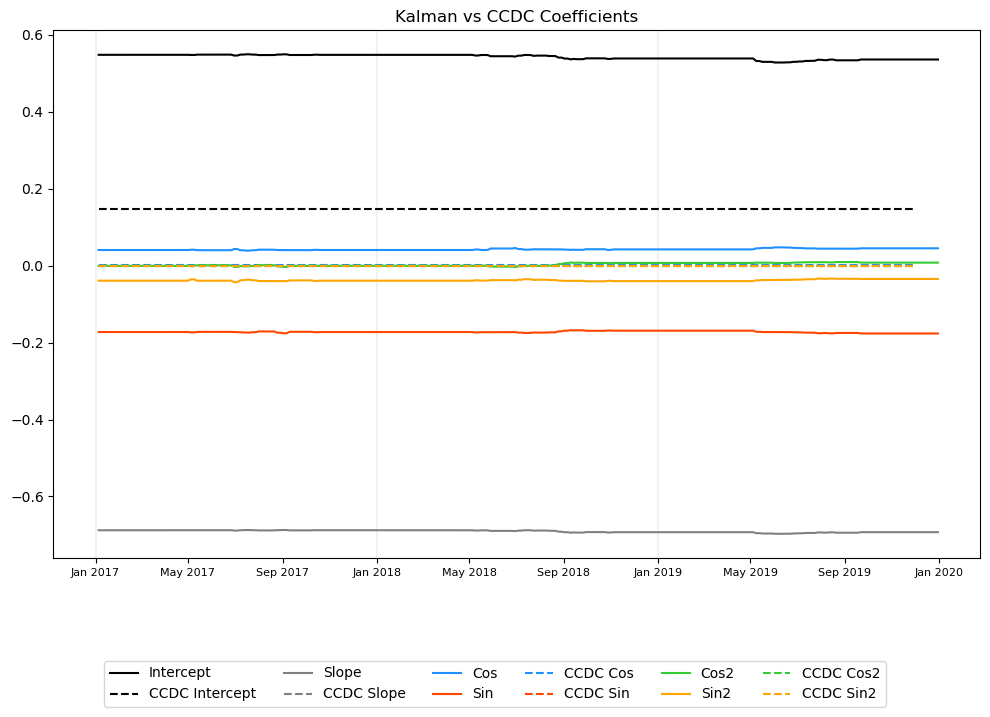 Kalman vs CCDC Coefficients
0.6
0.4
0.2
0.0
−0.2
−0.4
−0.6
Jan 2017 May 2017 Sep 2017 Jan 2018 May 2018 Sep 2018 Jan 2019 May 2019 Sep 2019 Jan 2020
Intercept Slope Cos CCDC Cos Cos2 CCDC Cos2
CCDC Intercept CCDC Slope Sin CCDC Sin Sin2 CCDC Sin2